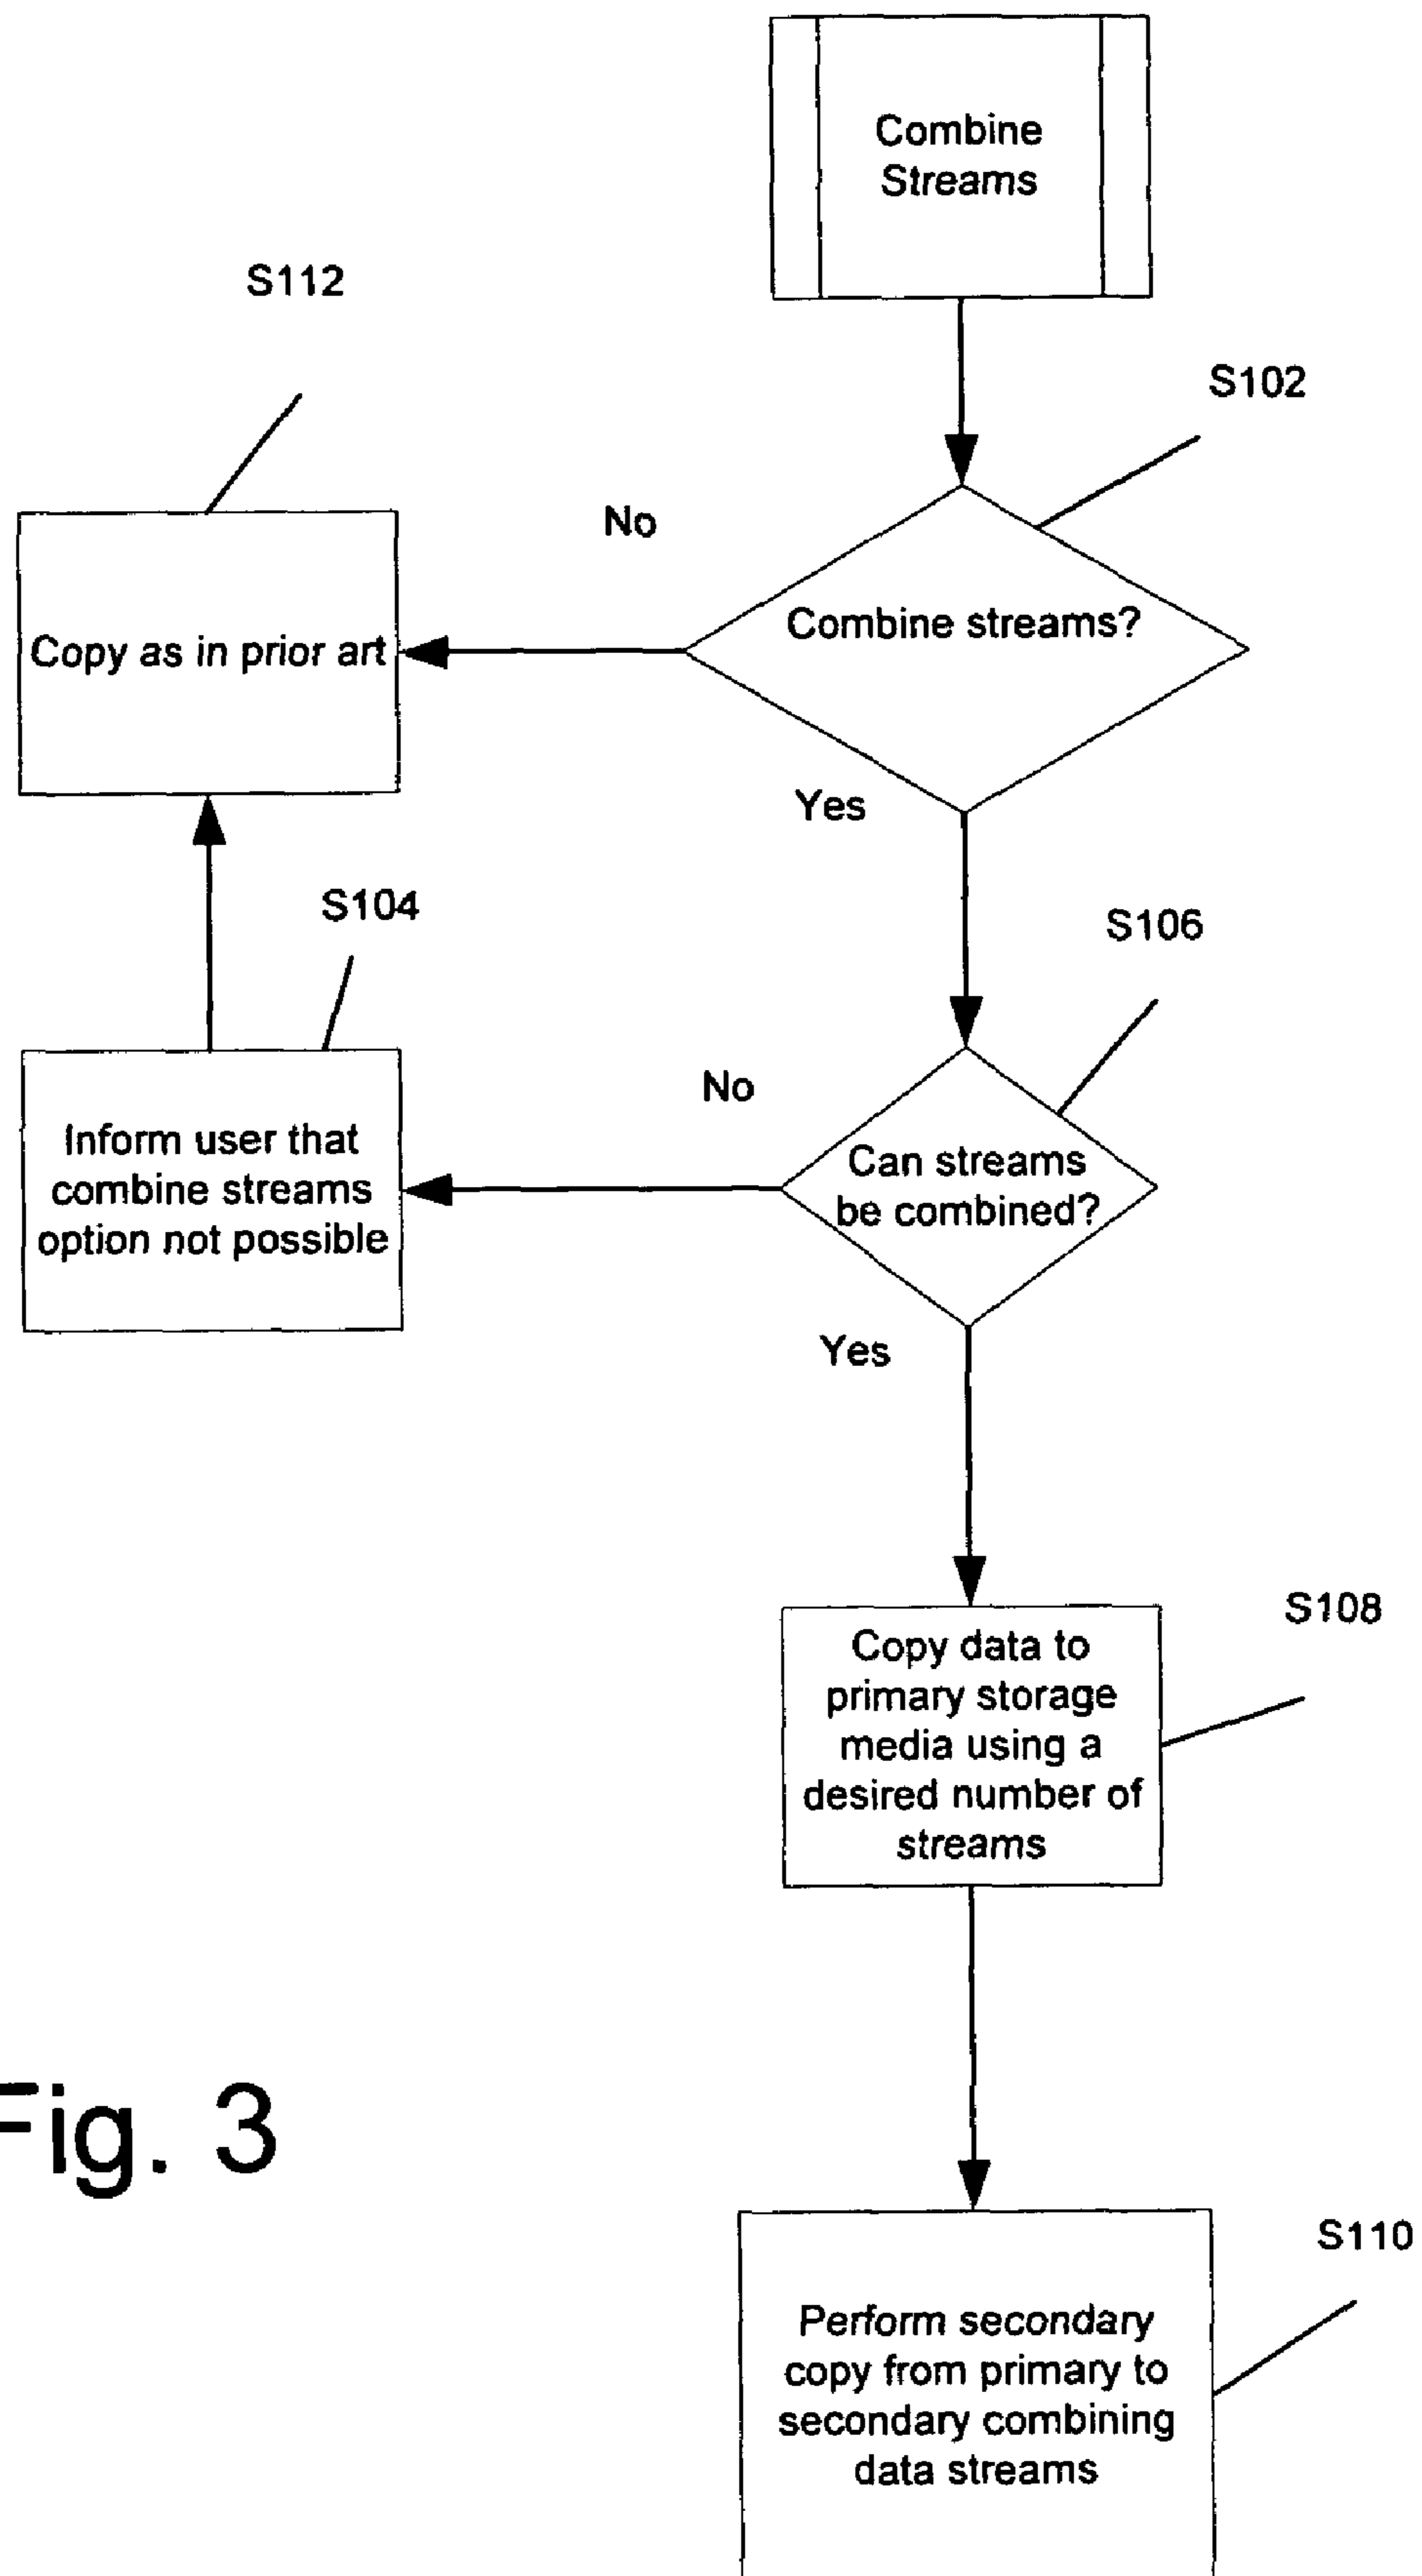 Combine
Streams
S112
S102
No
Combine streams?
Copy as in prior art
Yes
S104
S106
No
Inform user that
combine streams
option not possible
Can streams
be combined?
Yes
S108
Copy data to
primary storage
media using a
desired number of
streams
Fig. 3
S110
Perform secondary
copy from primary to
secondary combining
data streams